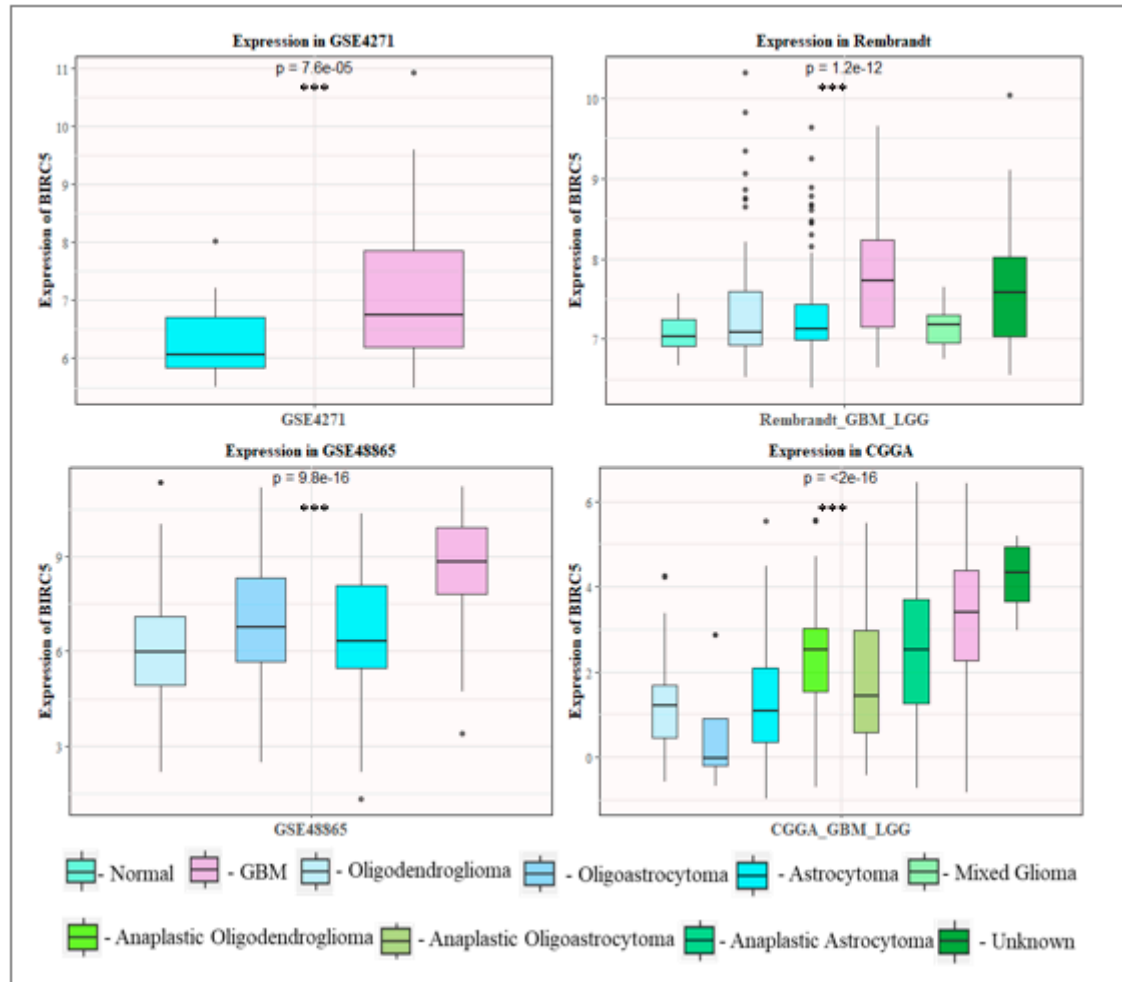 Expression in GSE4271
p = 7.6e-05
***
Expression of BIRC5
11
10
9
8
7
6
GSE4271
Expression in Rembrandt
p = 1.2e-12
***
Expression of BIRC5
10
9
8
7
Rembrandt_GBM_LGG
Expression in GSE48865
p = 9.8e-16
***
Expression of BIRC5
9
6
3
GSE48865
Expression in CGGA
p = <2e-16
***
Expression of BIRC5
6
4
2
0
CGGA_GBM_LGG
- Normal - GBM - Oligodendroglioma - Oligoastrocytoma - Astrocytoma - Mixed Glioma
- Anaplastic Oligodendroglioma - Anaplastic Oligoastrocytoma - Anaplastic Astrocytoma - Unknown